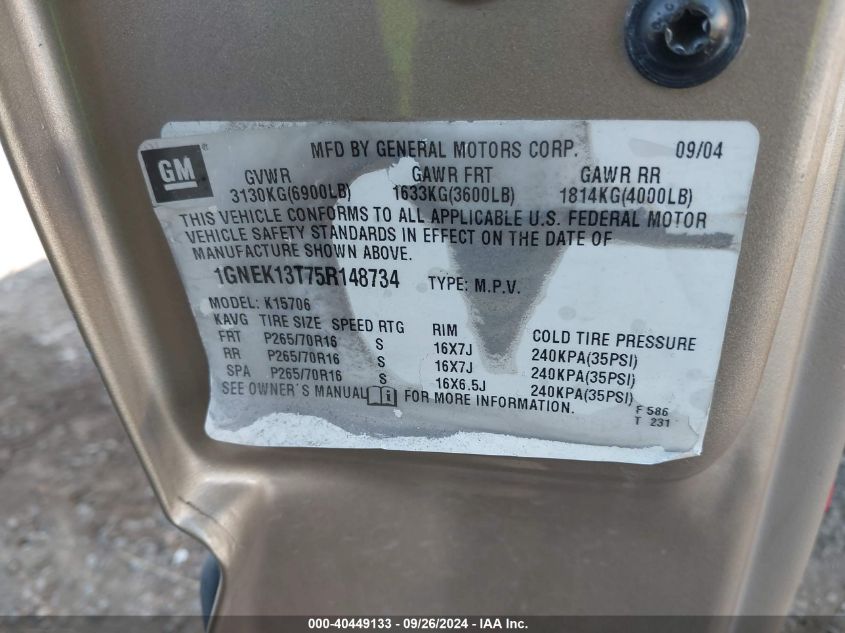 GM
MFD BY GENERAL MOTORS CORP. 09/04
GVWR GAWR FRT GAWR RR
3130KG(6900LB) 1633KG(3600LB) 1814KG(4000LB)
THIS VEHICLE CONFORMS TO ALL APPLICABLE U.S. FEDERAL MOTOR
VEHICLE SAFETY STANDARDS IN EFFECT ON THE DATE OF
MANUFACTURE SHOWN ABOVE.
1GNEK13T75R148734 TYPE: M.P.V.
MODEL: K15706
KAVG TIRE SIZE SPEED RTG RIM COLD TIRE PRESSURE
FRT P265/70R16 S 16X7J 240KPA(35PSI)
RR P265/70R16 S 16X7J 240KPA(35PSI)
SPA P265/70R16 S 16X6.5J 240KPA(35PSI)
SEE OWNER'S MANUAL i FOR MORE INFORMATION.
F 586
T 231
000-40449133 - 09/26/2024 - IAA Inc.